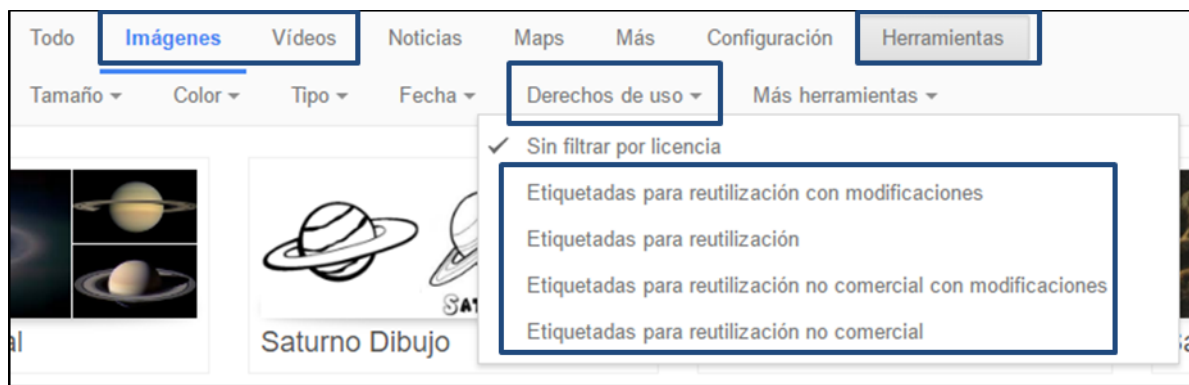 Todo Imágenes Vídeos Noticias Maps Más Configuración Herramientas
Tamaño Color Tipo Fecha Derechos de uso Más herramientas
Sin filtrar por licencia
Etiquetadas para reutilización con modificaciones
Etiquetadas para reutilización
Etiquetadas para reutilización no comercial con modificaciones
Etiquetadas para reutilización no comercial
Saturno Dibujo